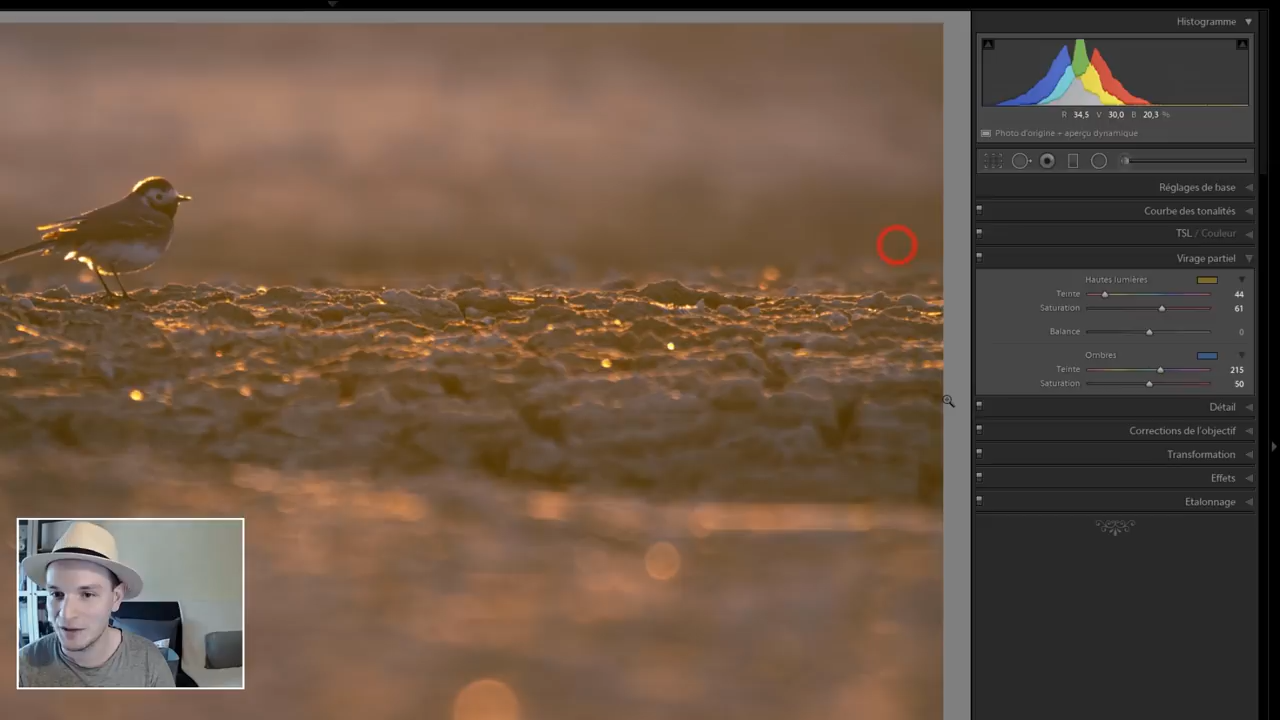 Histogramme
R 34,5 V 30,0 B 20,3 %
Photo d'origine + aperçu dynamique
Réglages de base
Courbe des tonalités
TSL / Couleur
Virage partiel
Hautes lumières
Teinte 44
Saturation 61
Balance 0
Ombres
Teinte 215
Saturation 50
Détail
Corrections de l'objectif
Transformation
Effets
Etalonnage